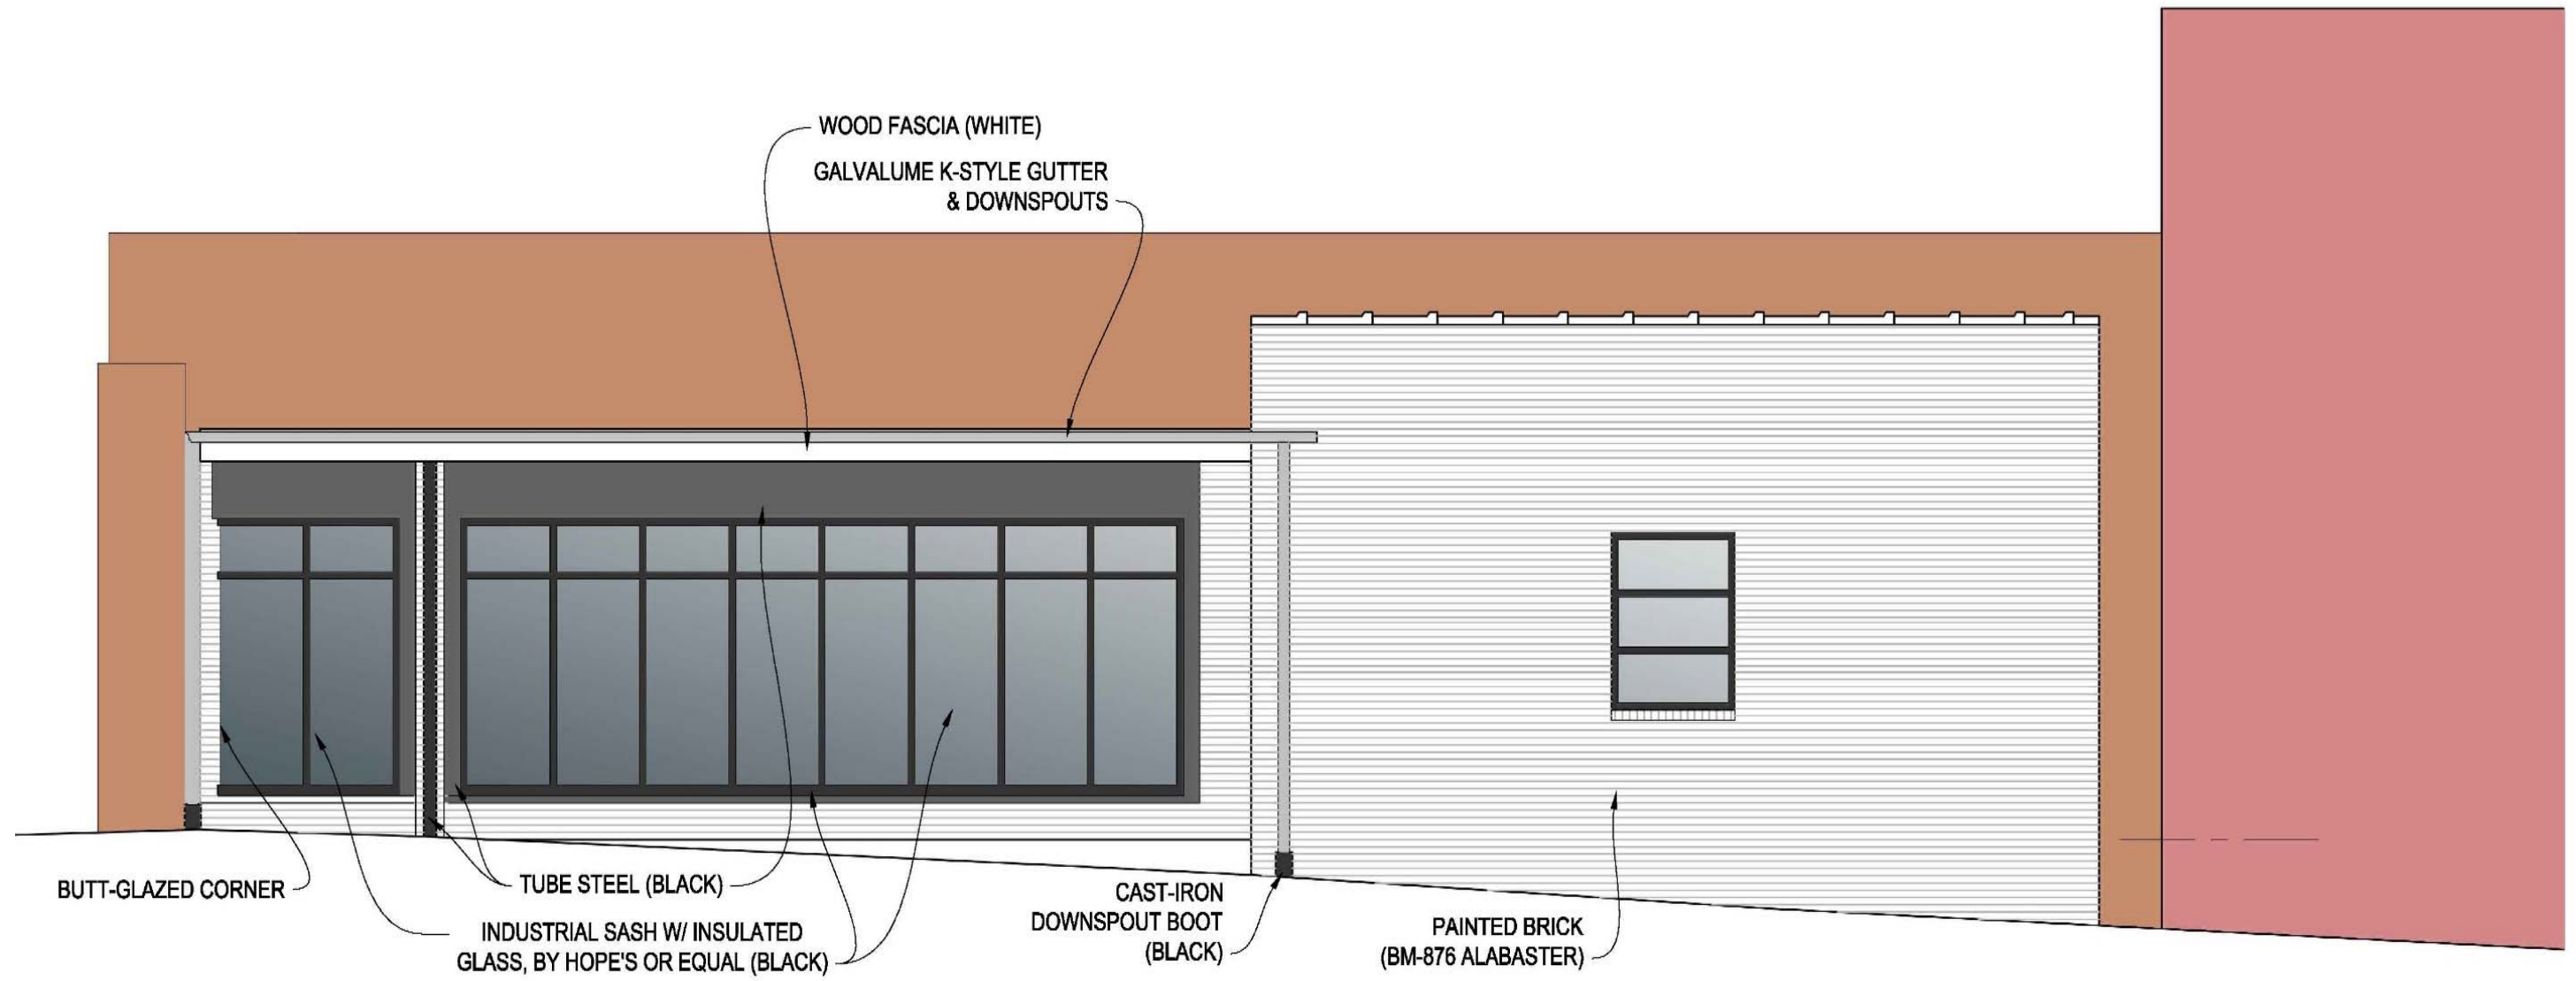 WOOD FASCIA (WHITE)
GALVALUME K-STYLE GUTTER
& DOWNSPOUTS
BUTT-GLAZED CORNER
TUBE STEEL (BLACK)
INDUSTRIAL SASH W/ INSULATED
GLASS, BY HOPE'S OR EQUAL (BLACK)
CAST-IRON
DOWNSPOUT BOOT
(BLACK)
PAINTED BRICK
(BM-876 ALABASTER)